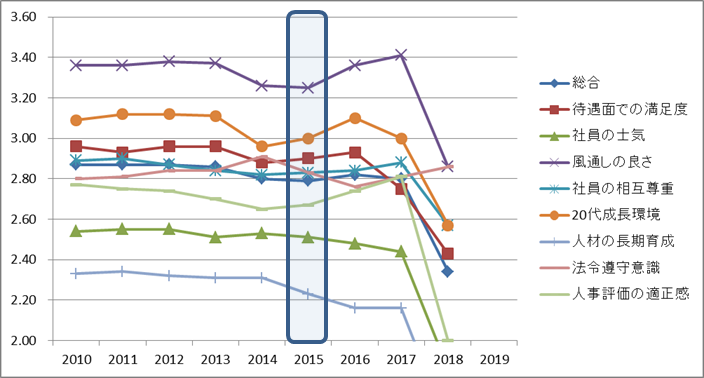 3.60
3.40
3.20
3.00
2.80
2.60
2.40
2.20
2.00
2010 2011 2012 2013 2014 2015 2016 2017 2018 2019
総合
待遇面での満足度
社員の士気
風通しの良さ
社員の相互尊重
20代成長環境
人材の長期育成
法令遵守意識
人事評価の適正感